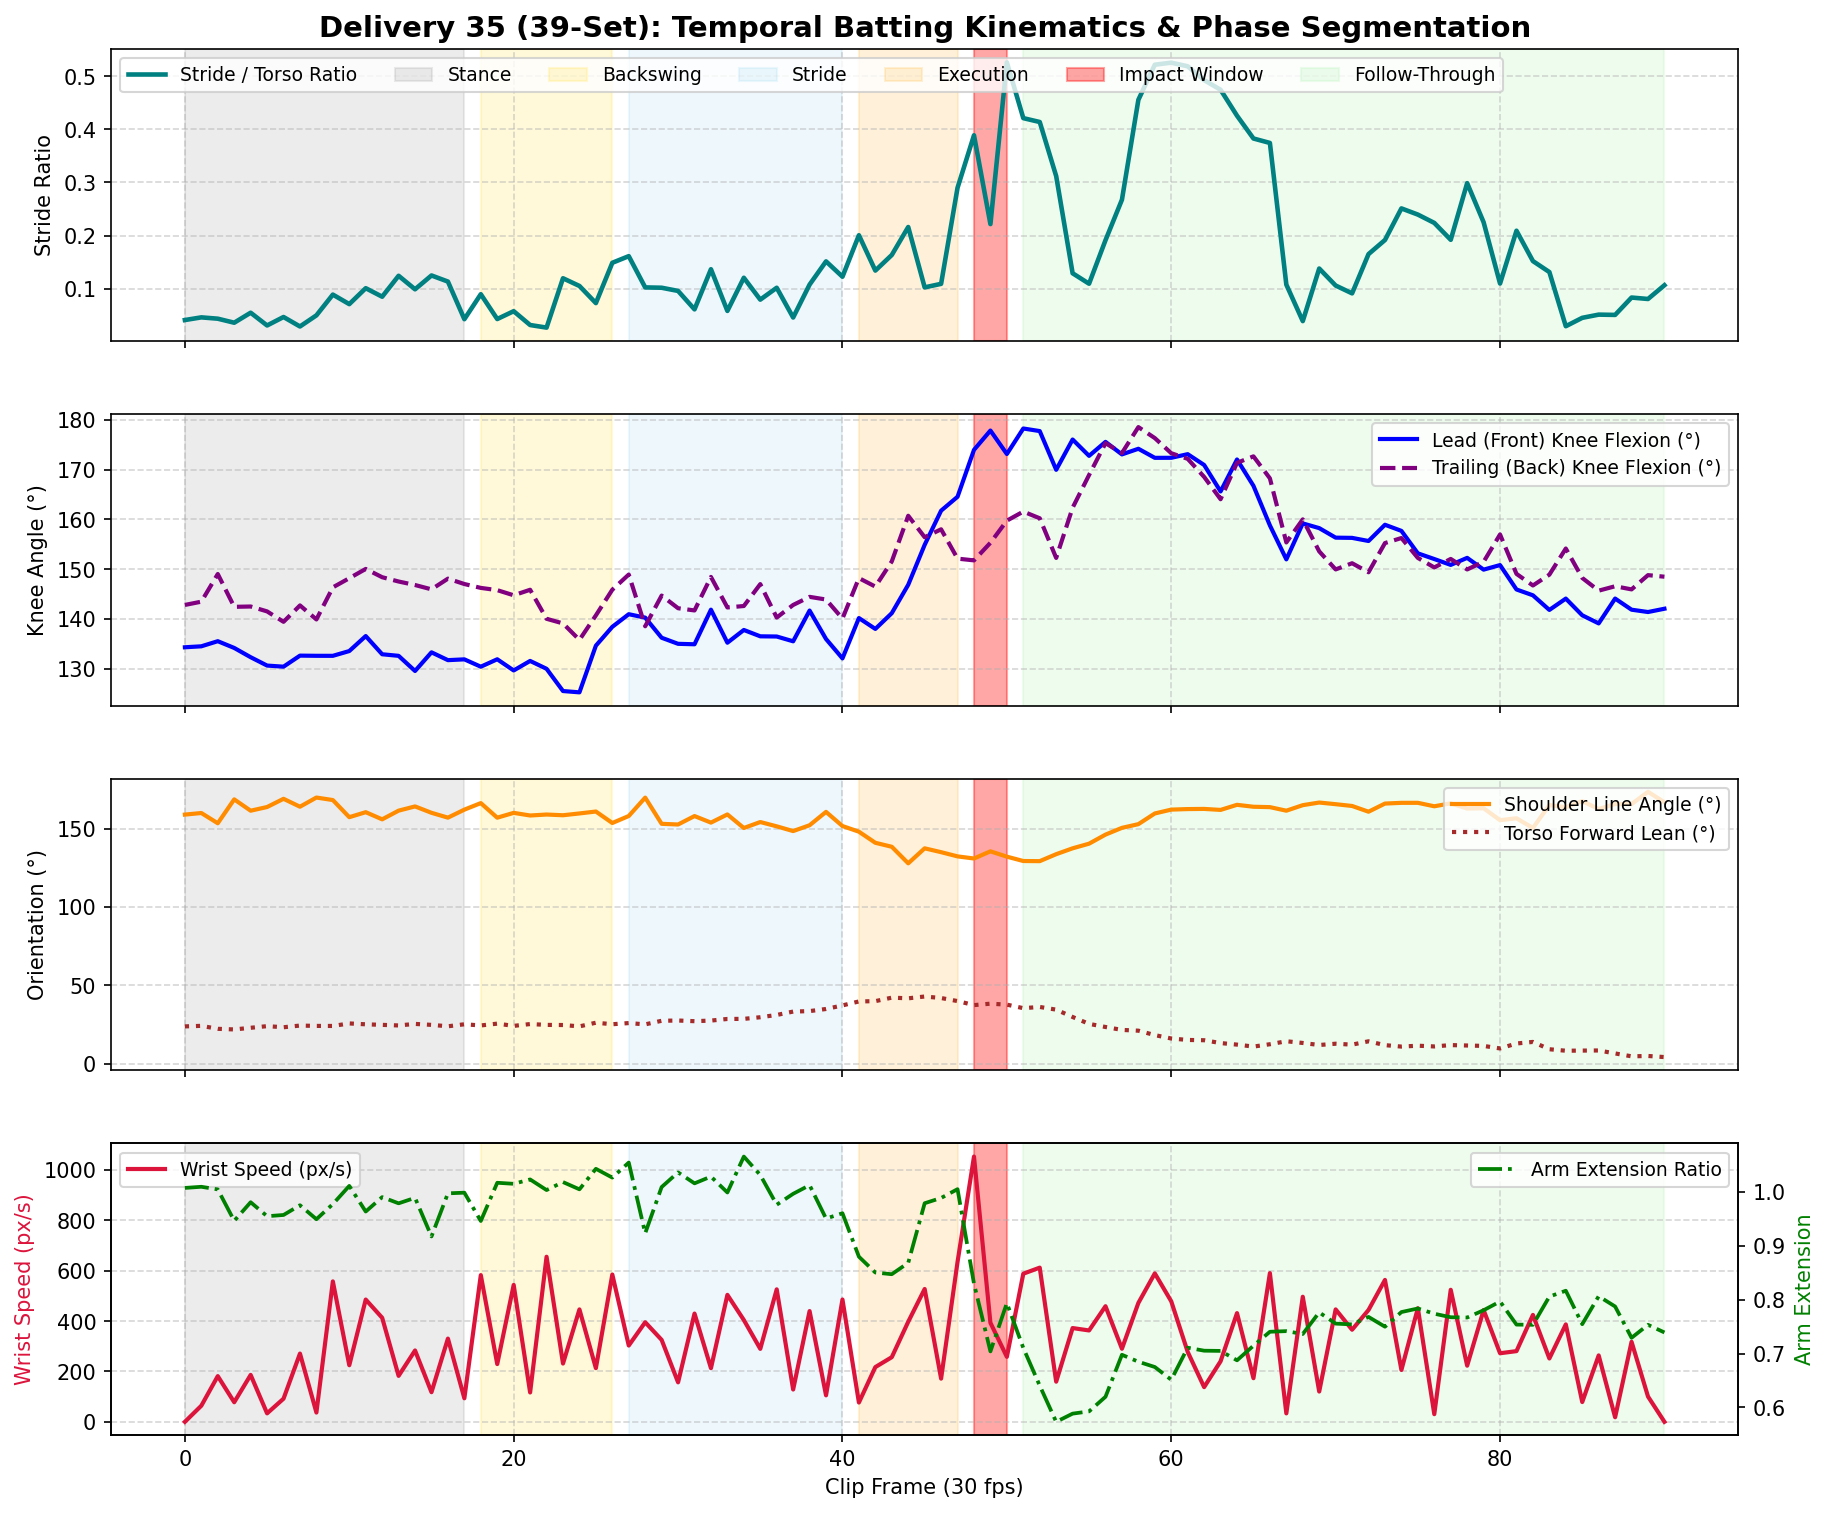 Delivery 35 (39-Set): Temporal Batting Kinematics & Phase Segmentation
Stride / Torso Ratio Stance Backswing Stride Execution Impact Window Follow-Through
Stride Ratio
0.5
0.4
0.3
0.2
0.1
Knee Angle (°)
180
170
160
150
140
130
Lead (Front) Knee Flexion (°)
Trailing (Back) Knee Flexion (°)
Orientation (°)
150
100
50
0
Shoulder Line Angle (°)
Torso Forward Lean (°)
Wrist Speed (px/s)
1000
800
600
400
200
0
Wrist Speed (px/s)
Arm Extension Ratio
1.0
0.9
0.8
0.7
0.6
Arm Extension
0 20 40 60 80
Clip Frame (30 fps)